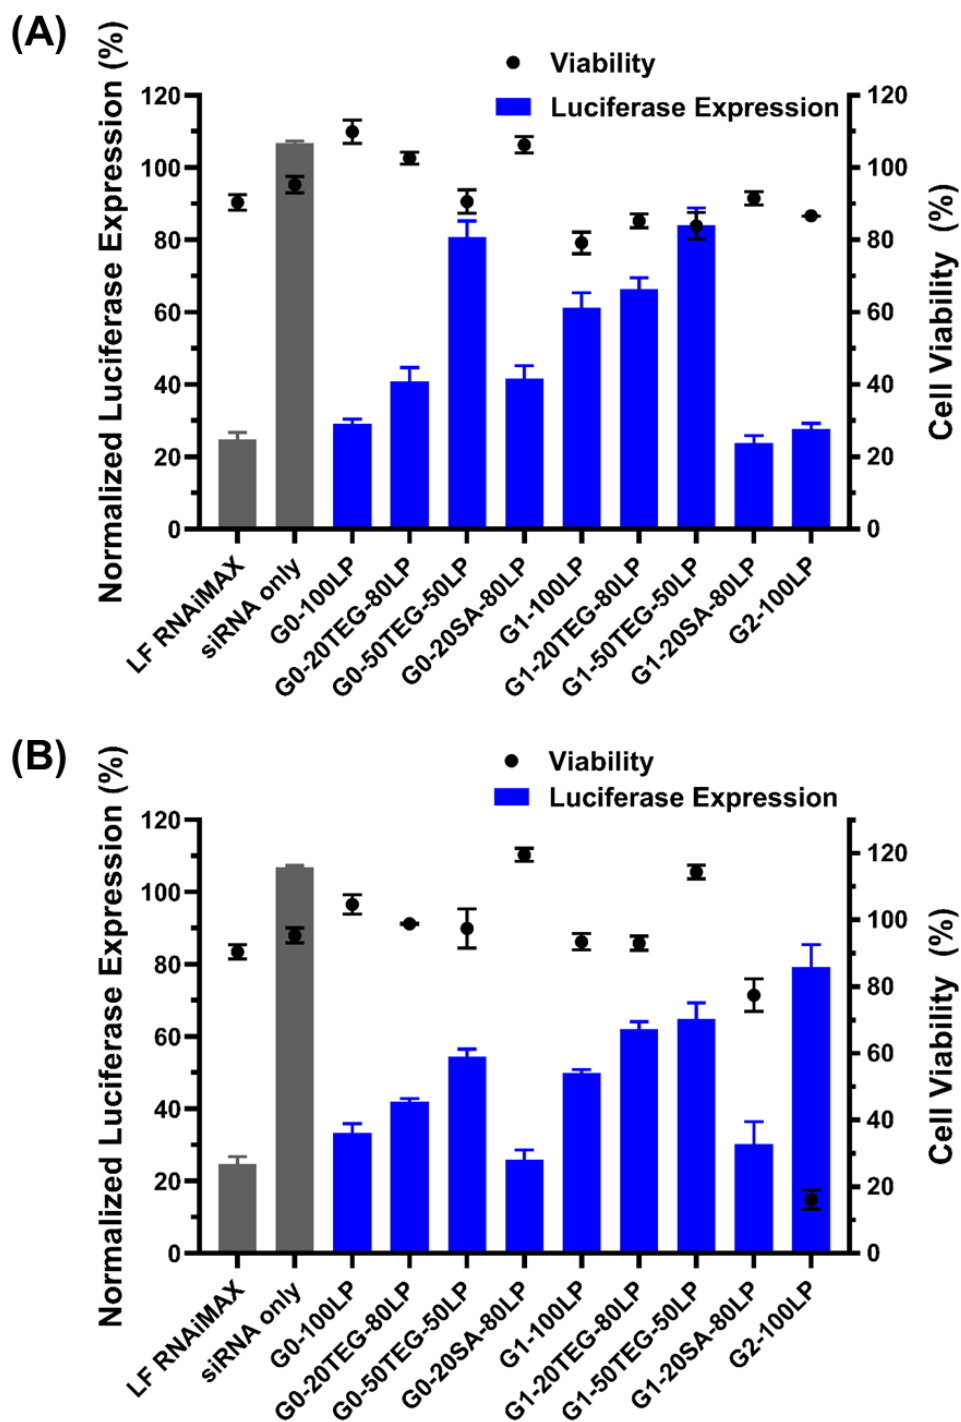 (A)
Viability
Luciferase Expression
Normalized Luciferase Expression (%)
120
100
80
60
40
20
0
120
100
80
60
40
20
0
Cell Viability (%)
LF RNAiMAX
siRNA only
G0-100LP
G0-20TEG-80LP
G0-50TEG-50LP
G0-20SA-80LP
G1-100LP
G1-20TEG-80LP
G1-50TEG-50LP
G1-20SA-80LP
G2-100LP
(B)
Viability
Luciferase Expression
Normalized Luciferase Expression (%)
120
100
80
60
40
20
0
120
100
80
60
40
20
0
Cell Viability (%)
LF RNAiMAX
siRNA only
G0-100LP
G0-20TEG-80LP
G0-50TEG-50LP
G0-20SA-80LP
G1-100LP
G1-20TEG-80LP
G1-50TEG-50LP
G1-20SA-80LP
G2-100LP